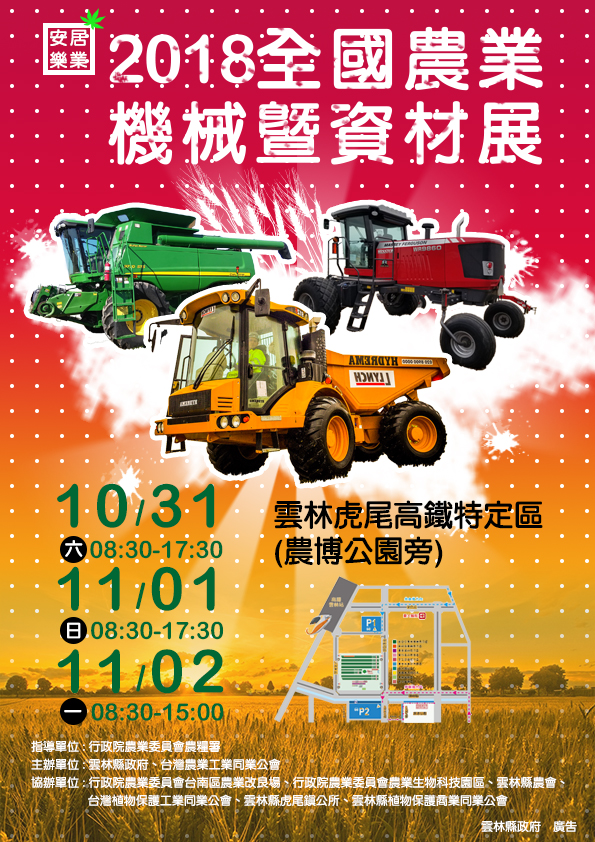 安居
樂業
2018全國農業
機械暨資材展
MASSEY FERGUSON
HYDREMA
LYNCH
HYDREMA
10/31
六 08:30-17:30
11/01
日 08:30-17:30
11/02
一 08:30-15:00
雲林虎尾高鐵特定區
(農博公園旁)
P1
P2
指導單位：行政院農業委員會農糧署
主辦單位：雲林縣政府、台灣農業工業同業公會
協辦單位：行政院農業委員會台南區農業改良場、行政院農業委員會農業生物科技園區、雲林縣農會、
台灣植物保護工業同業公會、雲林縣虎尾鎮公所、雲林縣植物保護商業同業公會
雲林縣政府 廣告